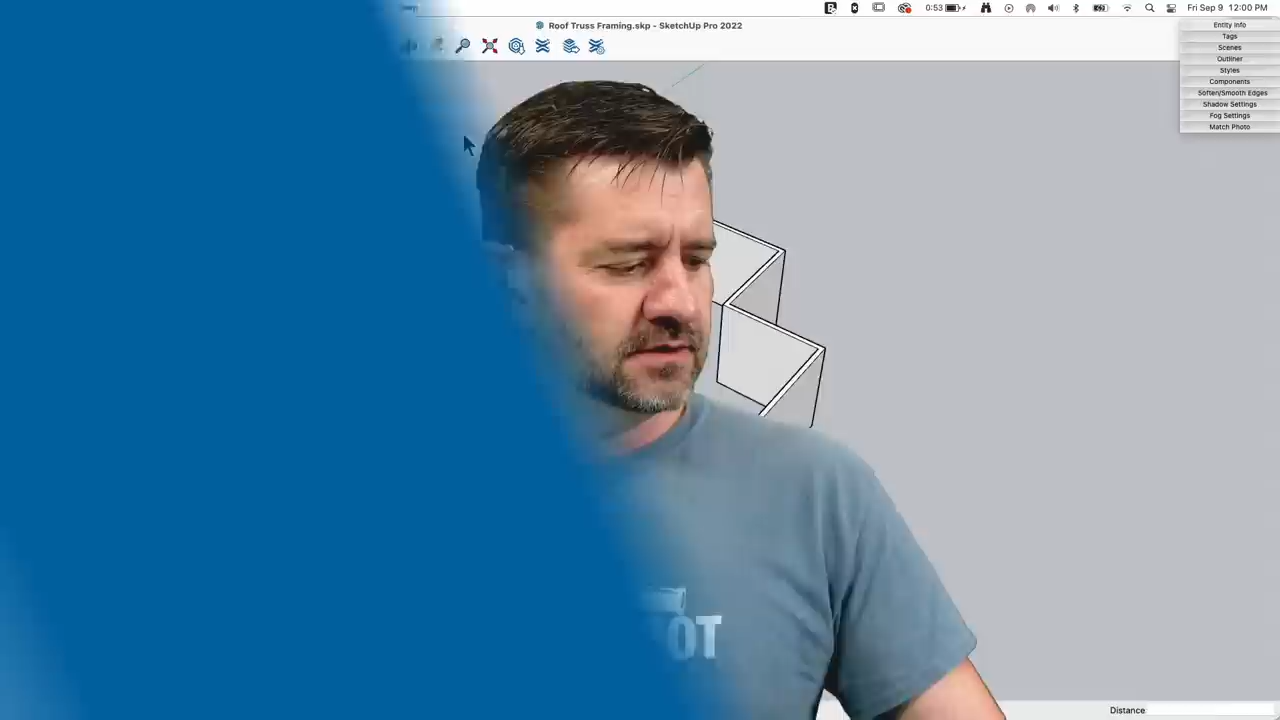 0:53
Fri Sep 9 12:00 PM
Roof Truss Framing.skp - SketchUp Pro 2022
Entity Info
Tags
Scenes
Outliner
Styles
Components
Soften/Smooth Edges
Shadow Settings
Fog Settings
Match Photo
OT
Distance